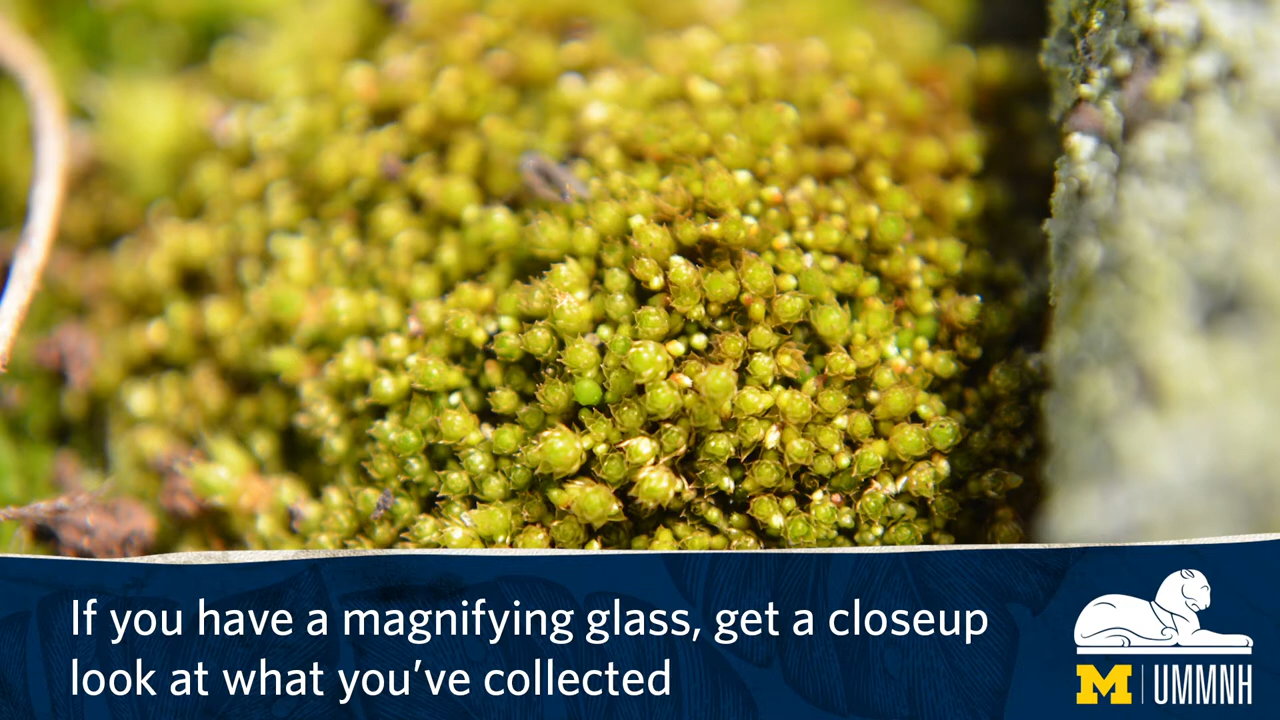 If you have a magnifying glass, get a closeup
look at what you've collected
M | UMMNH